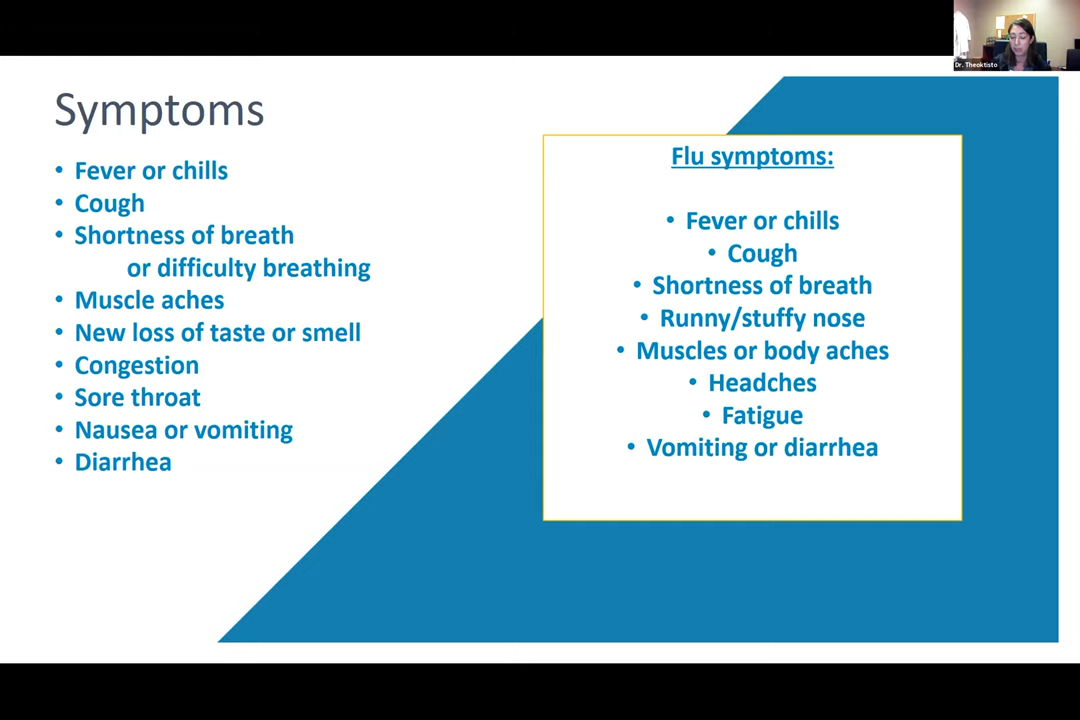 Dr. Theoktisto
Symptoms
• Fever or chills
• Cough
• Shortness of breath
or difficulty breathing
• Muscle aches
• New loss of taste or smell
• Congestion
• Sore throat
• Nausea or vomiting
• Diarrhea
Flu symptoms:
• Fever or chills
• Cough
• Shortness of breath
• Runny/stuffy nose
• Muscles or body aches
• Headches
• Fatigue
• Vomiting or diarrhea